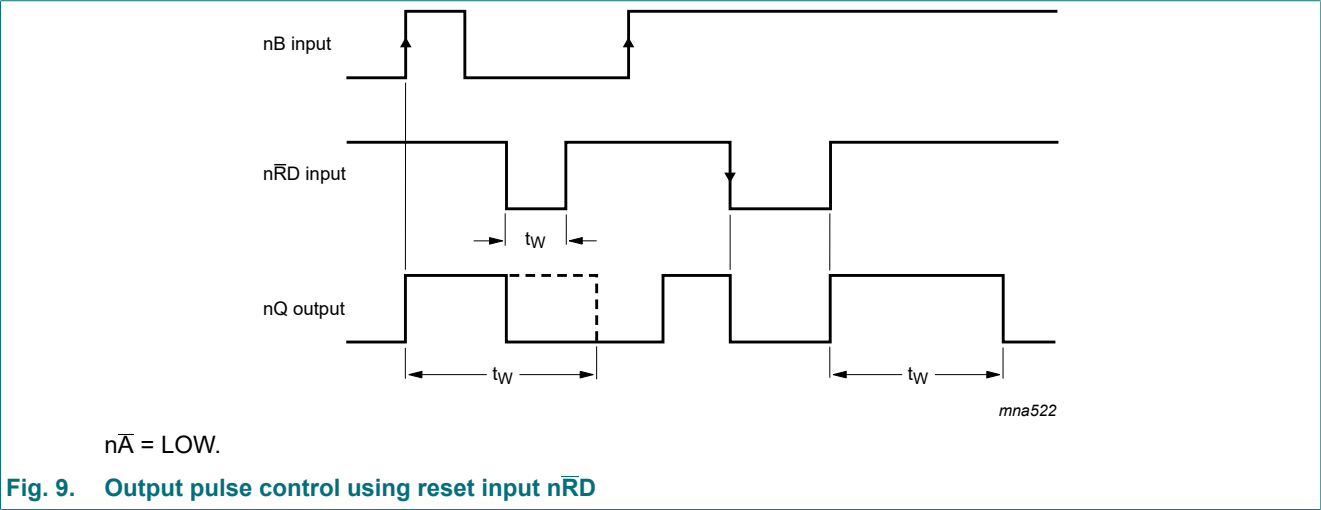 nB input
nR̅D input
tW
nQ output
tW
tW
mna522
nA̅ = LOW.
Fig. 9. Output pulse control using reset input nR̅D